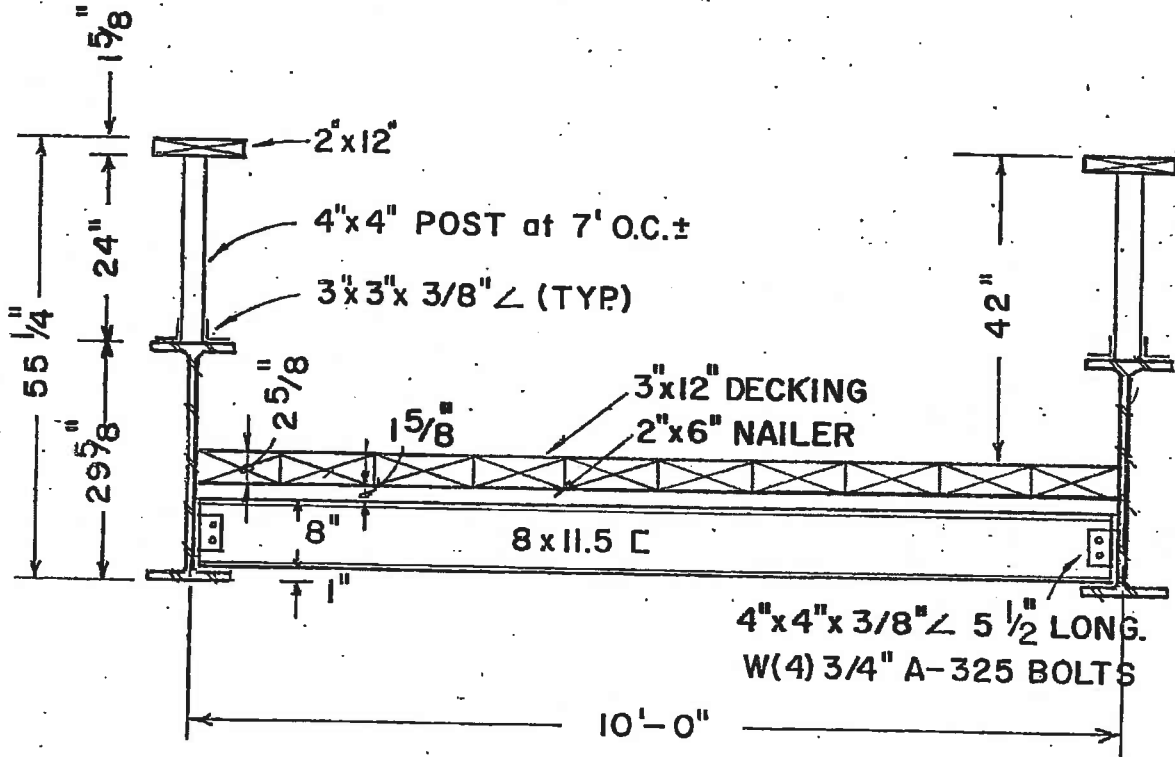 1 5/8"
2"x12"
4"x4" POST at 7' O.C.±
24"
3"x3"x 3/8"∠ (TYP.)
55 1/4"
42"
29 5/8"
2 5/8"
1 5/8"
3"x12" DECKING
2"x6" NAILER
8"
8x11.5 [
1"
4"x4"x 3/8"∠ 5 1/2" LONG.
W(4) 3/4" A-325 BOLTS
10'-0"